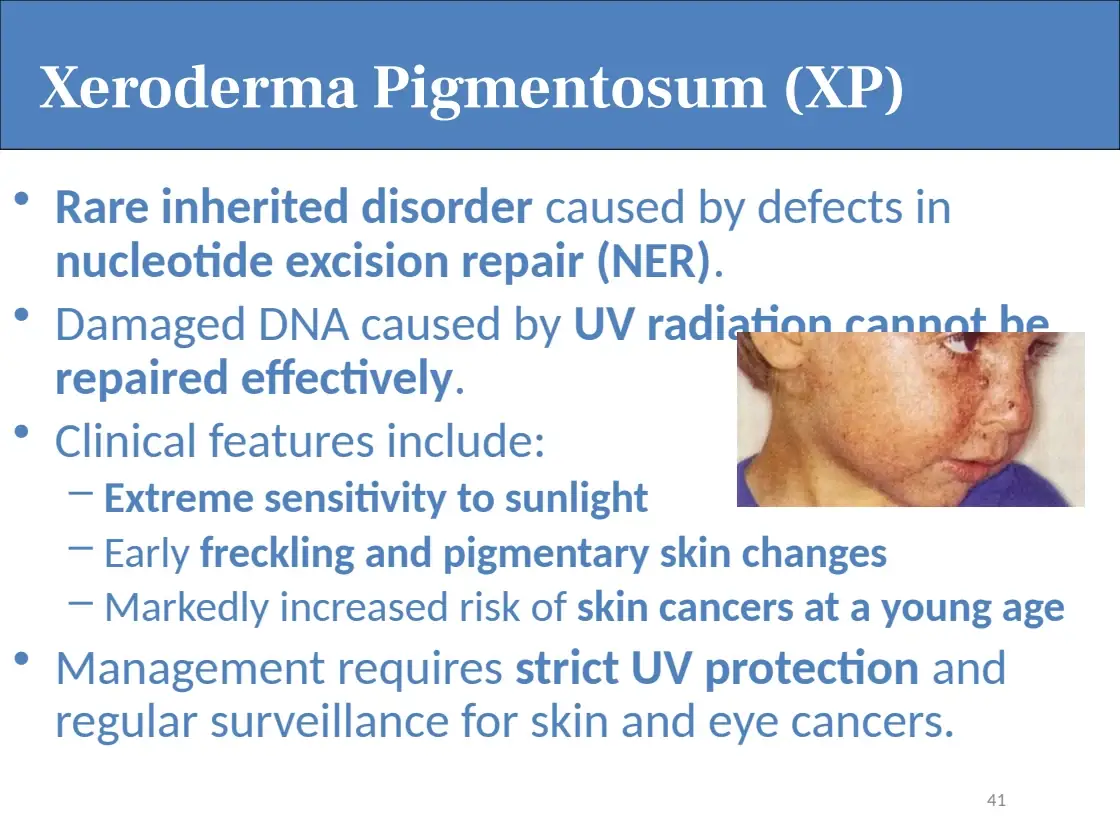 Xeroderma Pigmentosum (XP)
• Rare inherited disorder caused by defects in
nucleotide excision repair (NER).
• Damaged DNA caused by UV radiation cannot be
repaired effectively.
• Clinical features include:
– Extreme sensitivity to sunlight
– Early freckling and pigmentary skin changes
– Markedly increased risk of skin cancers at a young age
• Management requires strict UV protection and
regular surveillance for skin and eye cancers.
41